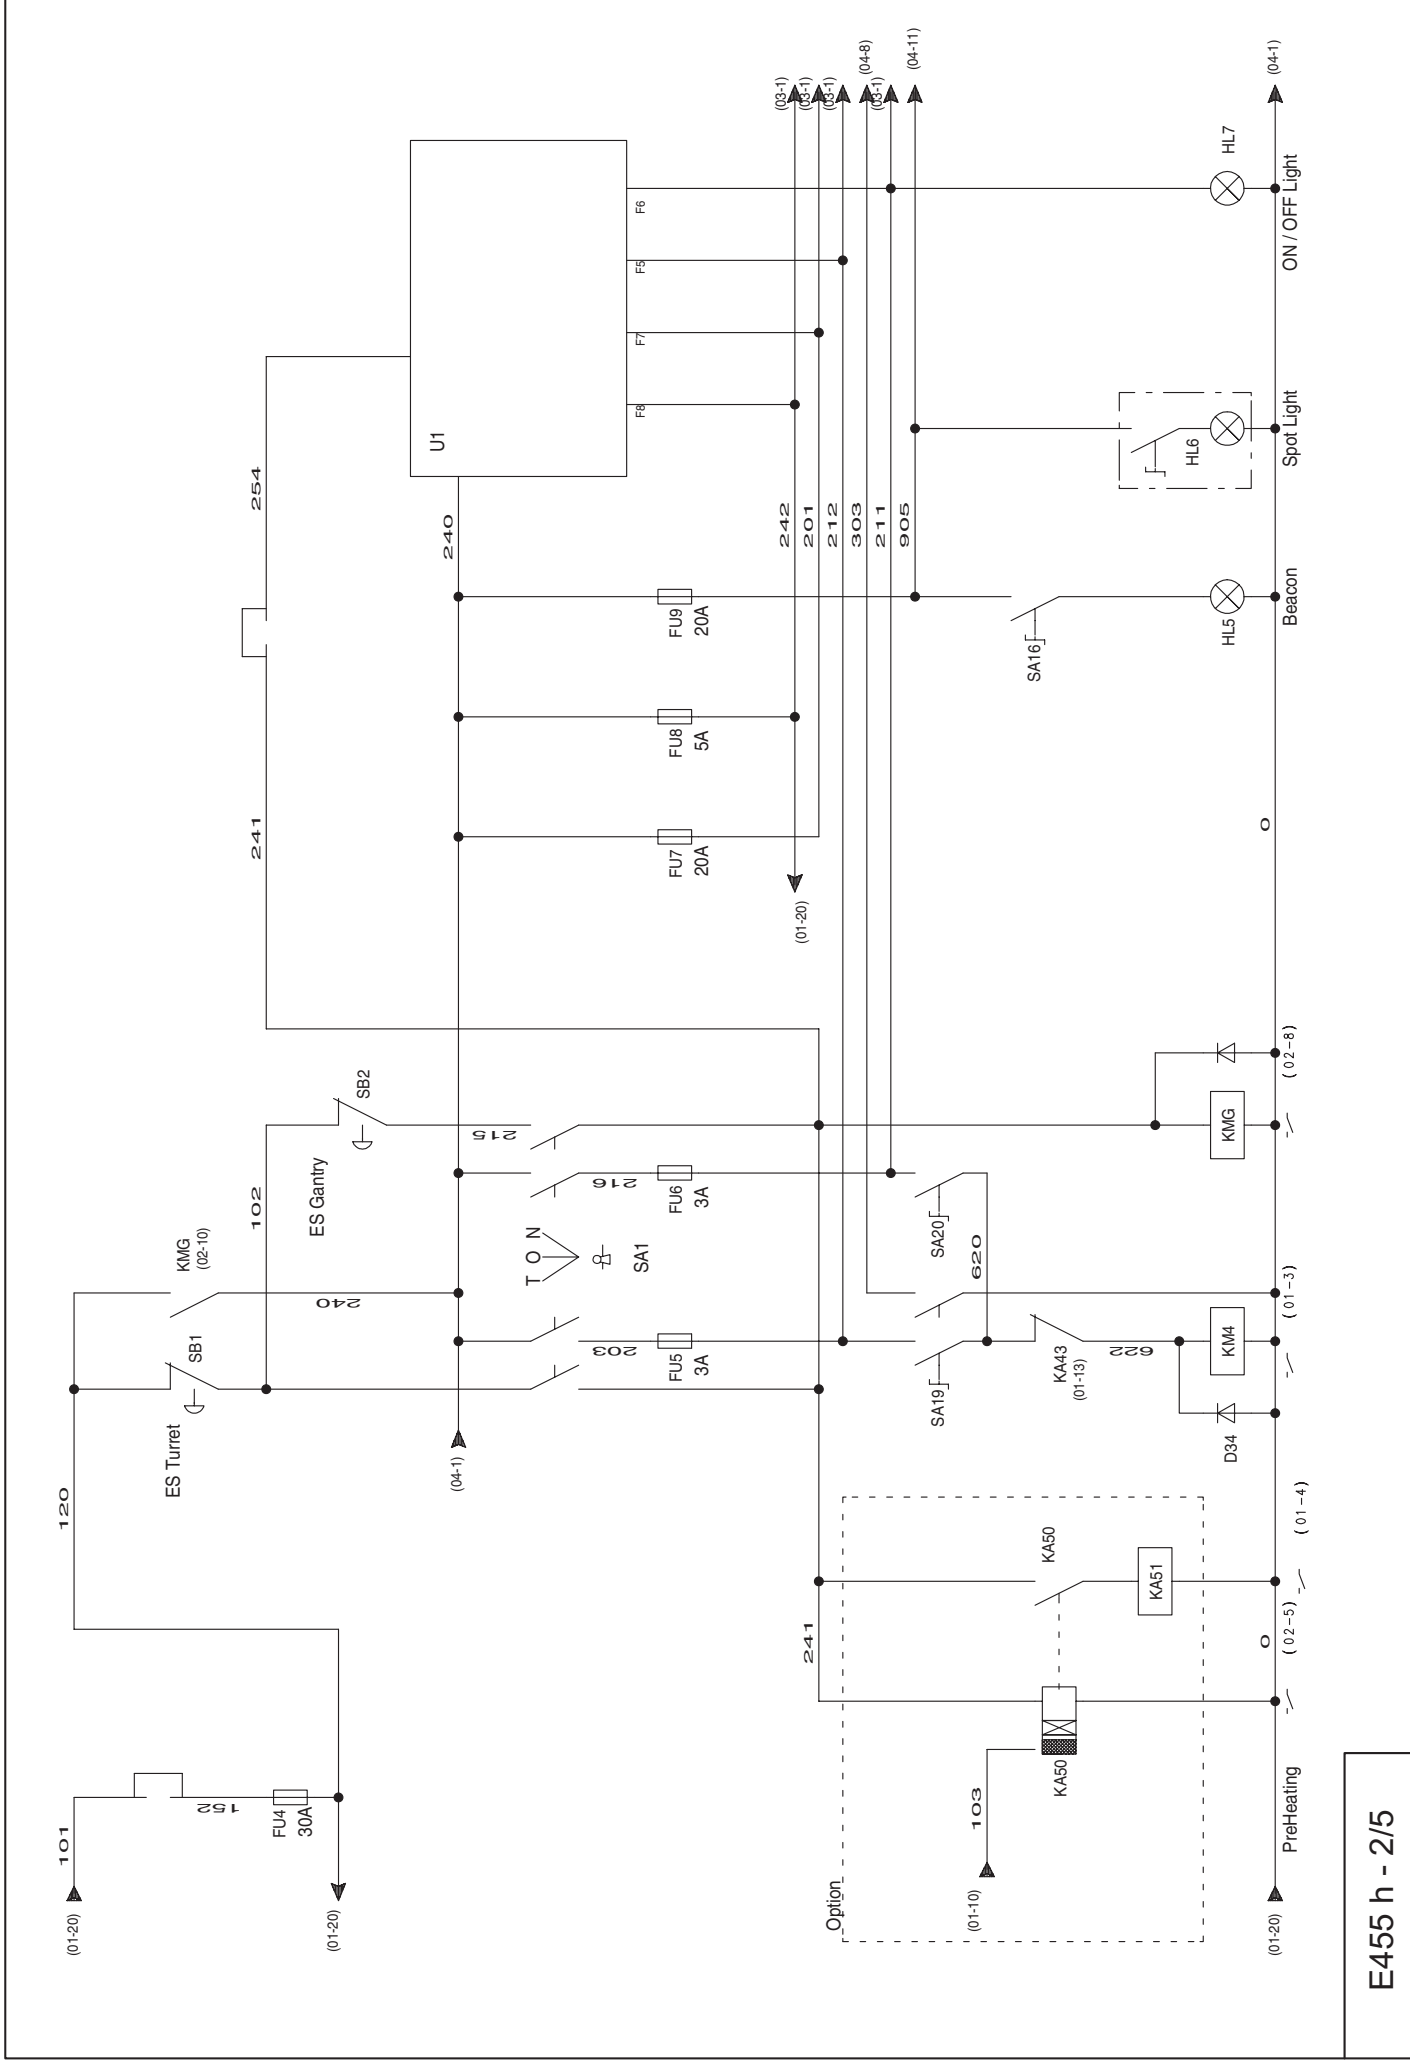 (01-20)
101
152
FU4
30A
(01-20)
120
ES Turret
SB1
KMG
(02-10)
240
102
ES Gantry
SB2
215
241
254
(04-1)
240
U1
F8
F7
F5
F6
203
FU5
3A
T O N
SA1
216
FU6
3A
FU7
20A
FU8
5A
FU9
20A
(01-20)
242
201
212
303
211
905
(03-1)
(03-1)
(03-1)
(04-8)
(03-1)
(04-11)
241
Option
(01-10)
103
KA50
KA50
KA51
SA19
SA20
620
KA43
(01-13)
622
D34
KM4
KMG
SA16
HL5
HL6
HL7
(01-20)
0
0
(04-1)
PreHeating
(02-5)
(01-4)
(01-3)
(02-8)
Beacon
Spot Light
ON / OFF Light
E455 h - 2/5